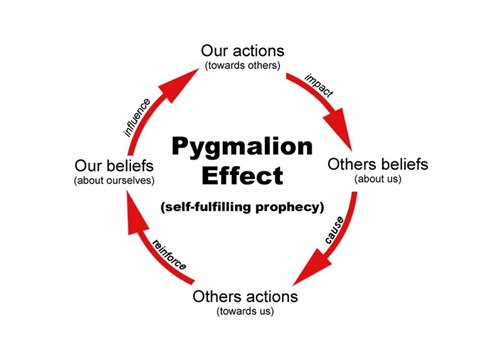 Our actions
(towards others)
impact
Others beliefs
(about us)
cause
Others actions
(towards us)
reinforce
Our beliefs
(about ourselves)
influence
Pygmalion
Effect
(self-fulfilling prophecy)